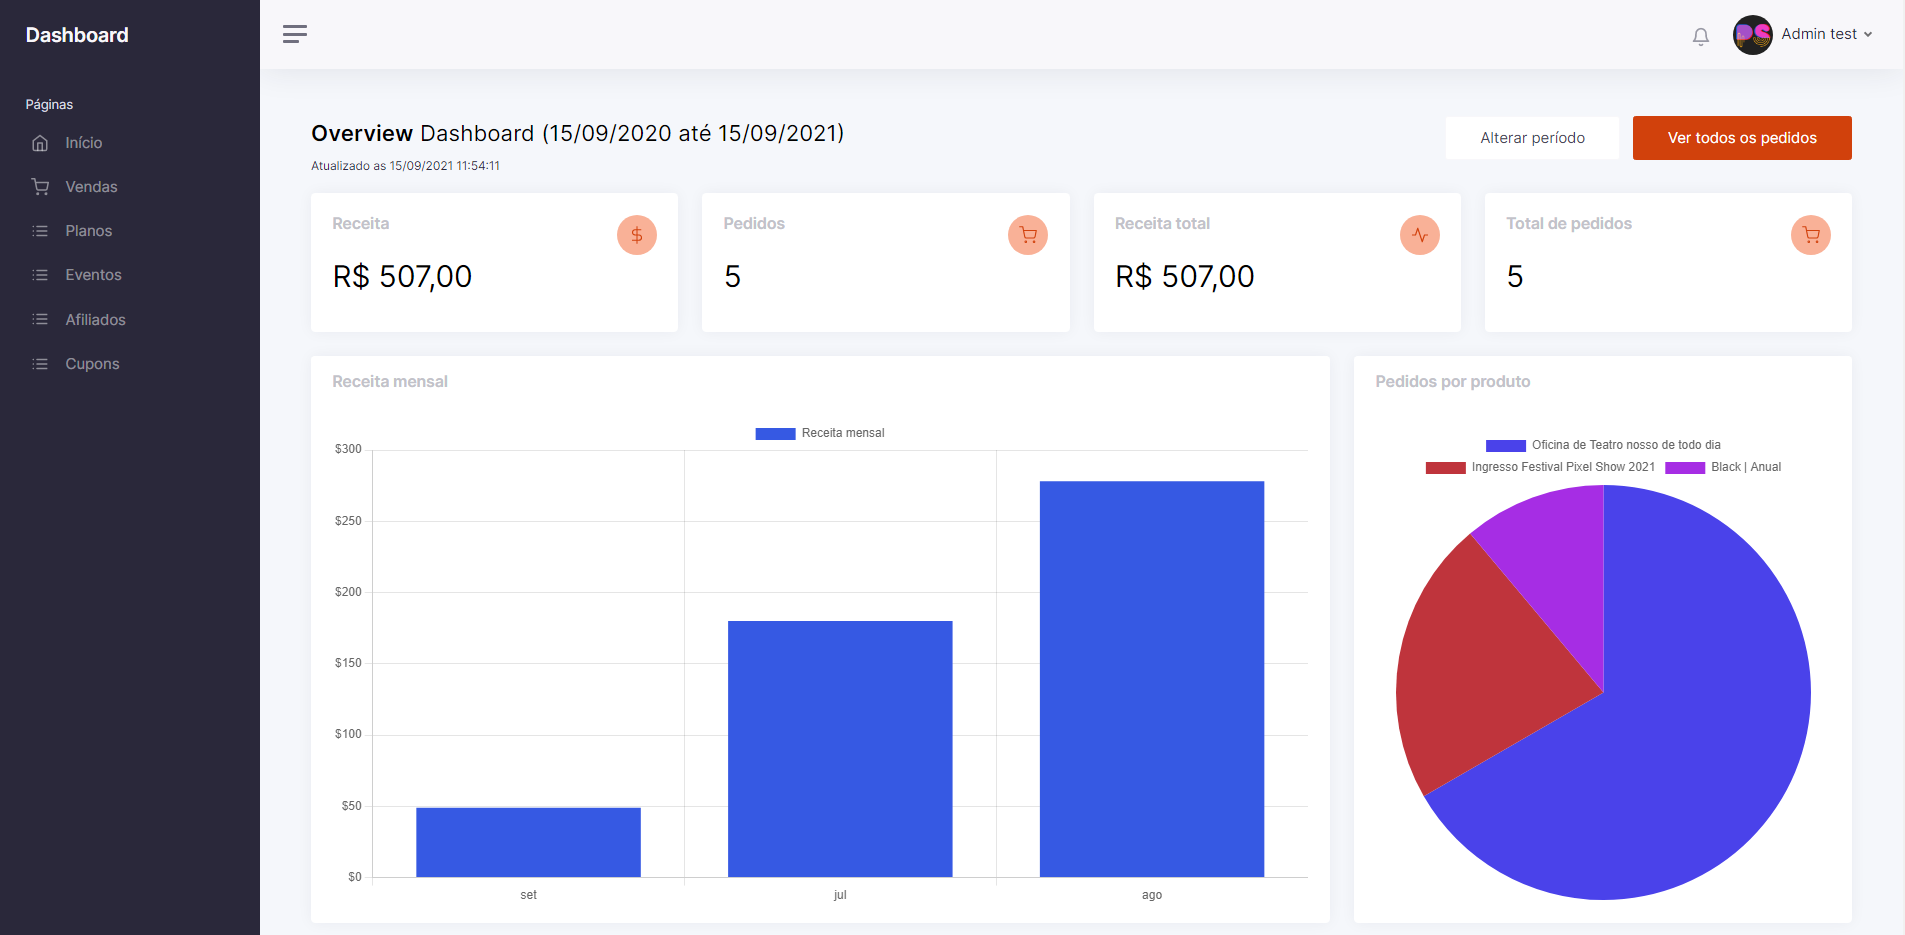 Dashboard
Admin test
Páginas
Início
Vendas
Planos
Eventos
Afiliados
Cupons
Overview Dashboard (15/09/2020 até 15/09/2021)
Atualizado as 15/09/2021 11:54:11
Alterar período
Ver todos os pedidos
Receita
R$ 507,00
Pedidos
5
Receita total
R$ 507,00
Total de pedidos
5
Receita mensal
Receita mensal
$300
$250
$200
$150
$100
$50
$0
set
jul
ago
Pedidos por produto
Oficina de Teatro nosso de todo dia
Ingresso Festival Pixel Show 2021
Black | Anual
PS